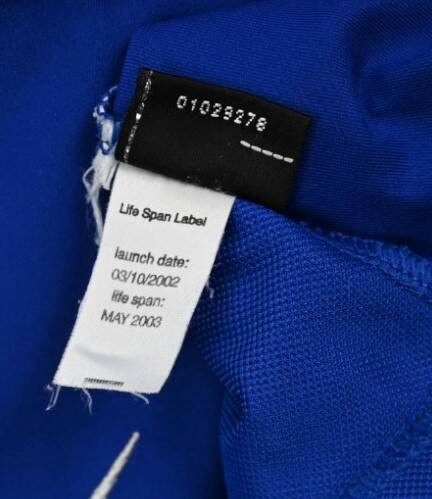 01029278
Life Span Label
launch date:
03/10/2002
life span:
MAY 2003